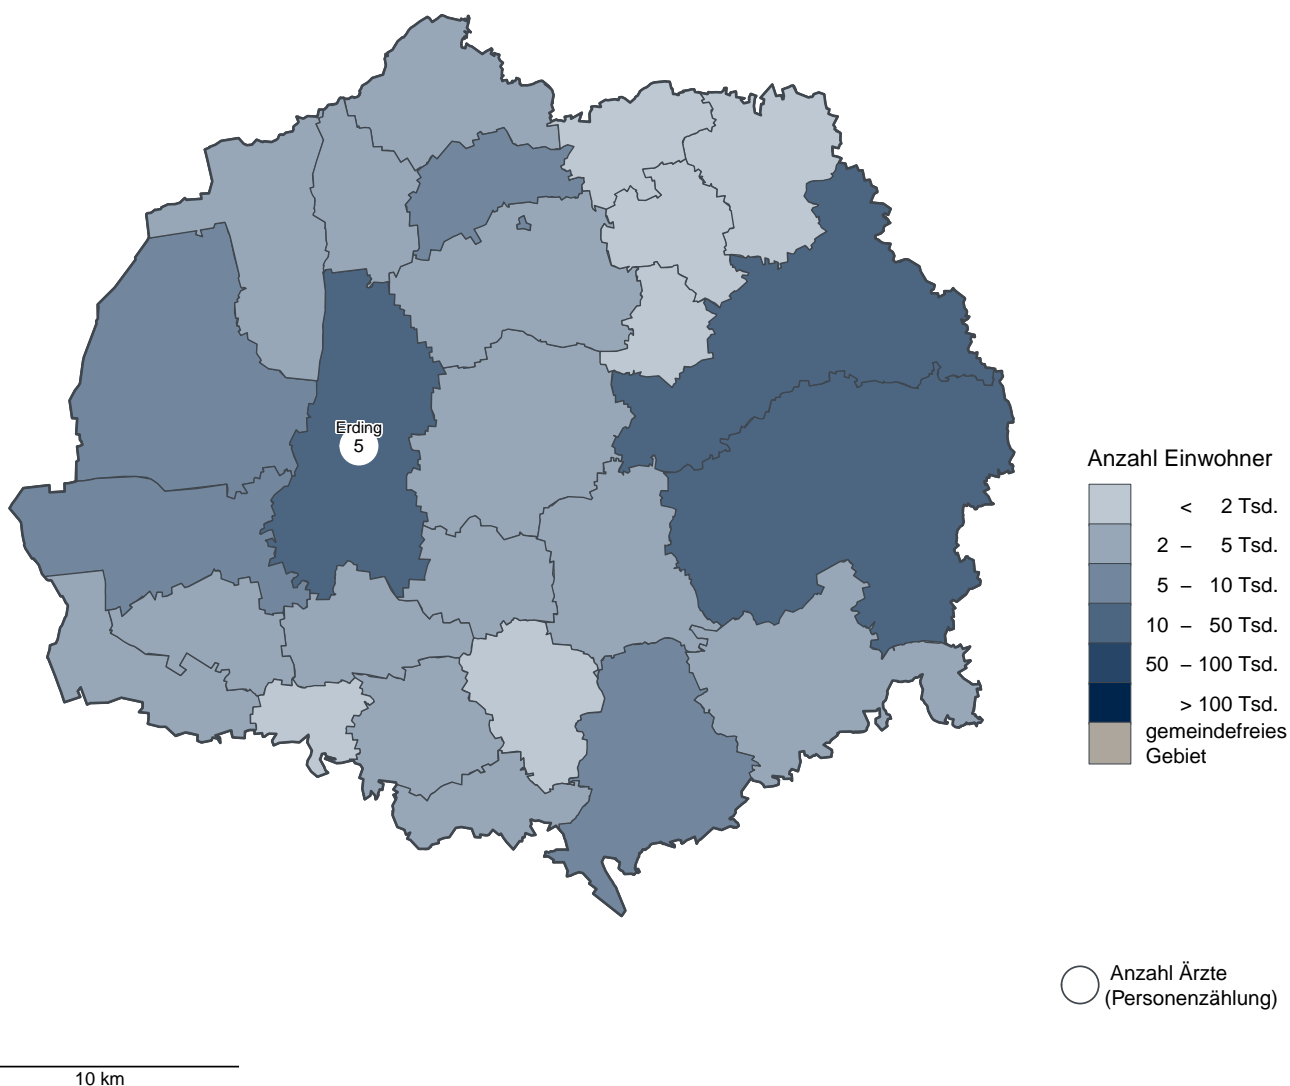 Erding
5
Anzahl Einwohner
< 2 Tsd.
2 – 5 Tsd.
5 – 10 Tsd.
10 – 50 Tsd.
50 – 100 Tsd.
> 100 Tsd.
gemeindefreies
Gebiet
Anzahl Ärzte
(Personenzählung)
10 km